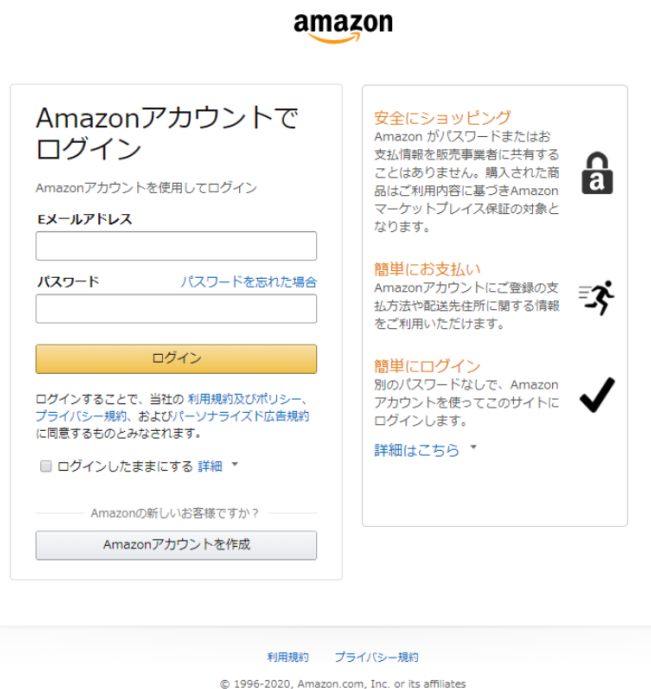 amazon
Amazonアカウントで
ログイン
Amazonアカウントを使用してログイン
Eメールアドレス
パスワード
パスワードを忘れた場合
ログイン
ログインすることで、当社の 利用規約及びポリシー、
プライバシー規約、およびパーソナライズド広告規約
に同意するものとみなされます。
ログインしたままにする 詳細
Amazonの新しいお客様ですか?
Amazonアカウントを作成
安全にショッピング
Amazon がパスワードまたはお
支払情報を販売事業者に共有する
ことはありません。購入された商
品はご利用内容に基づきAmazon
マーケットプレイス保証の対象と
なります。
a
簡単にお支払い
Amazonアカウントにご登録の支
払方法や配送先住所に関する情報
をご利用いただけます。
簡単にログイン
別のパスワードなしで、Amazon
アカウントを使ってこのサイトに
ログインします。
詳細はこちら
利用規約 プライバシー規約
© 1996-2020, Amazon.com, Inc. or its affiliates